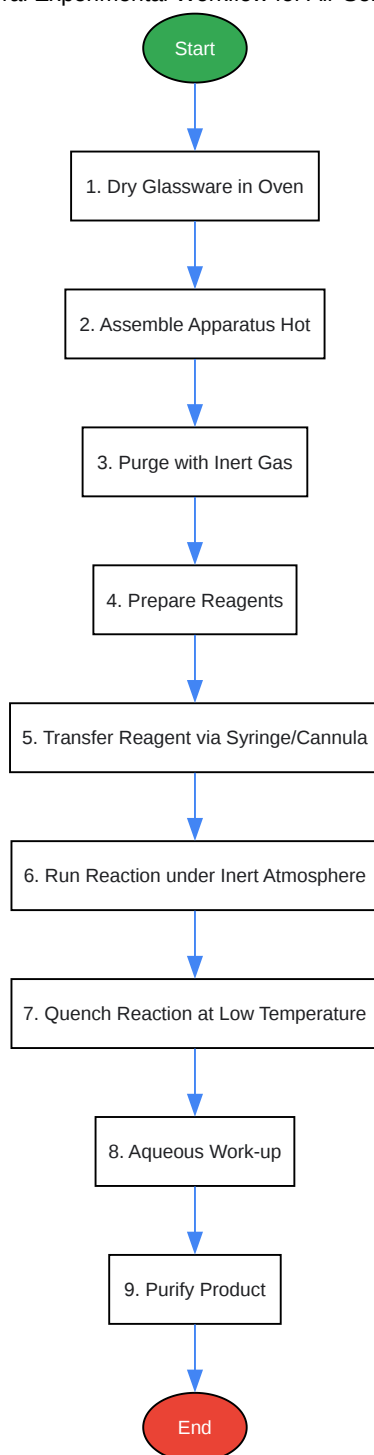 Experimental Workflow for Air
Start
1. Dry Glassware in Oven
2. Assemble Apparatus Hot
3. Purge with Inert Gas
4. Prepare Reagents
5. Transfer Reagent via Syringe/Cannula
6. Run Reaction under Inert Atmosphere
7. Quench Reaction at Low Temperature
8. Aqueous Work-up
9. Purify Product
End